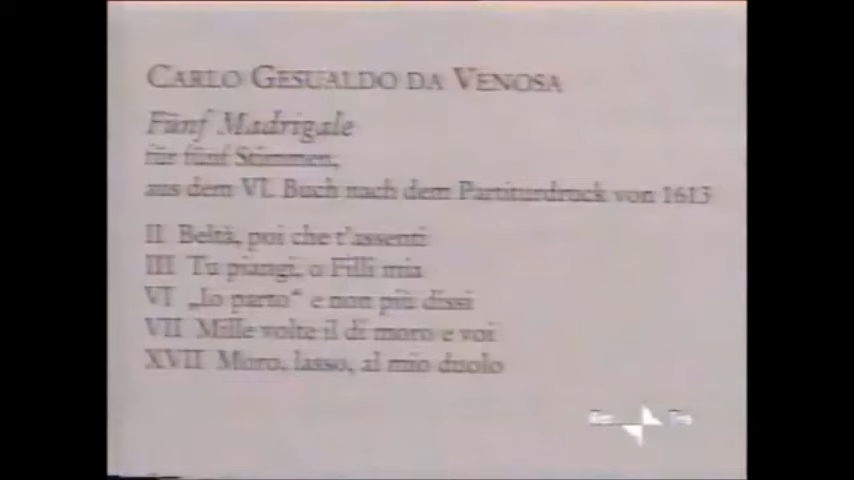 CARLO GESUALDO DA VENOSA
Fünf Madrigale
für fünf Stimmen,
aus dem VI. Buch nach dem Partiturdruck von 1613
II Beltà, poi che t'assenti
III Tu piangi, o Filli mia
VI „Io parto“ e non più dissi
VII Mille volte il dì moro e voi
XVII Moro, lasso, al mio duolo